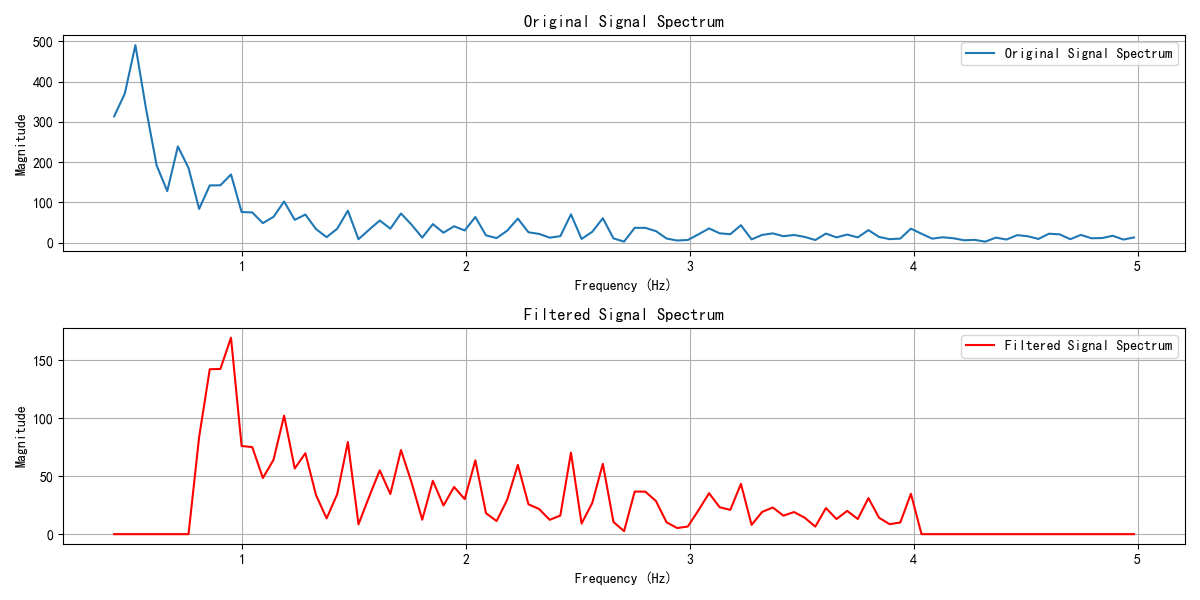 Original Signal Spectrum
500
400
300
200
100
0
Magnitude
Original Signal Spectrum
1
2
3
4
5
Frequency (Hz)
Filtered Signal Spectrum
150
100
50
0
Magnitude
Filtered Signal Spectrum
1
2
3
4
5
Frequency (Hz)